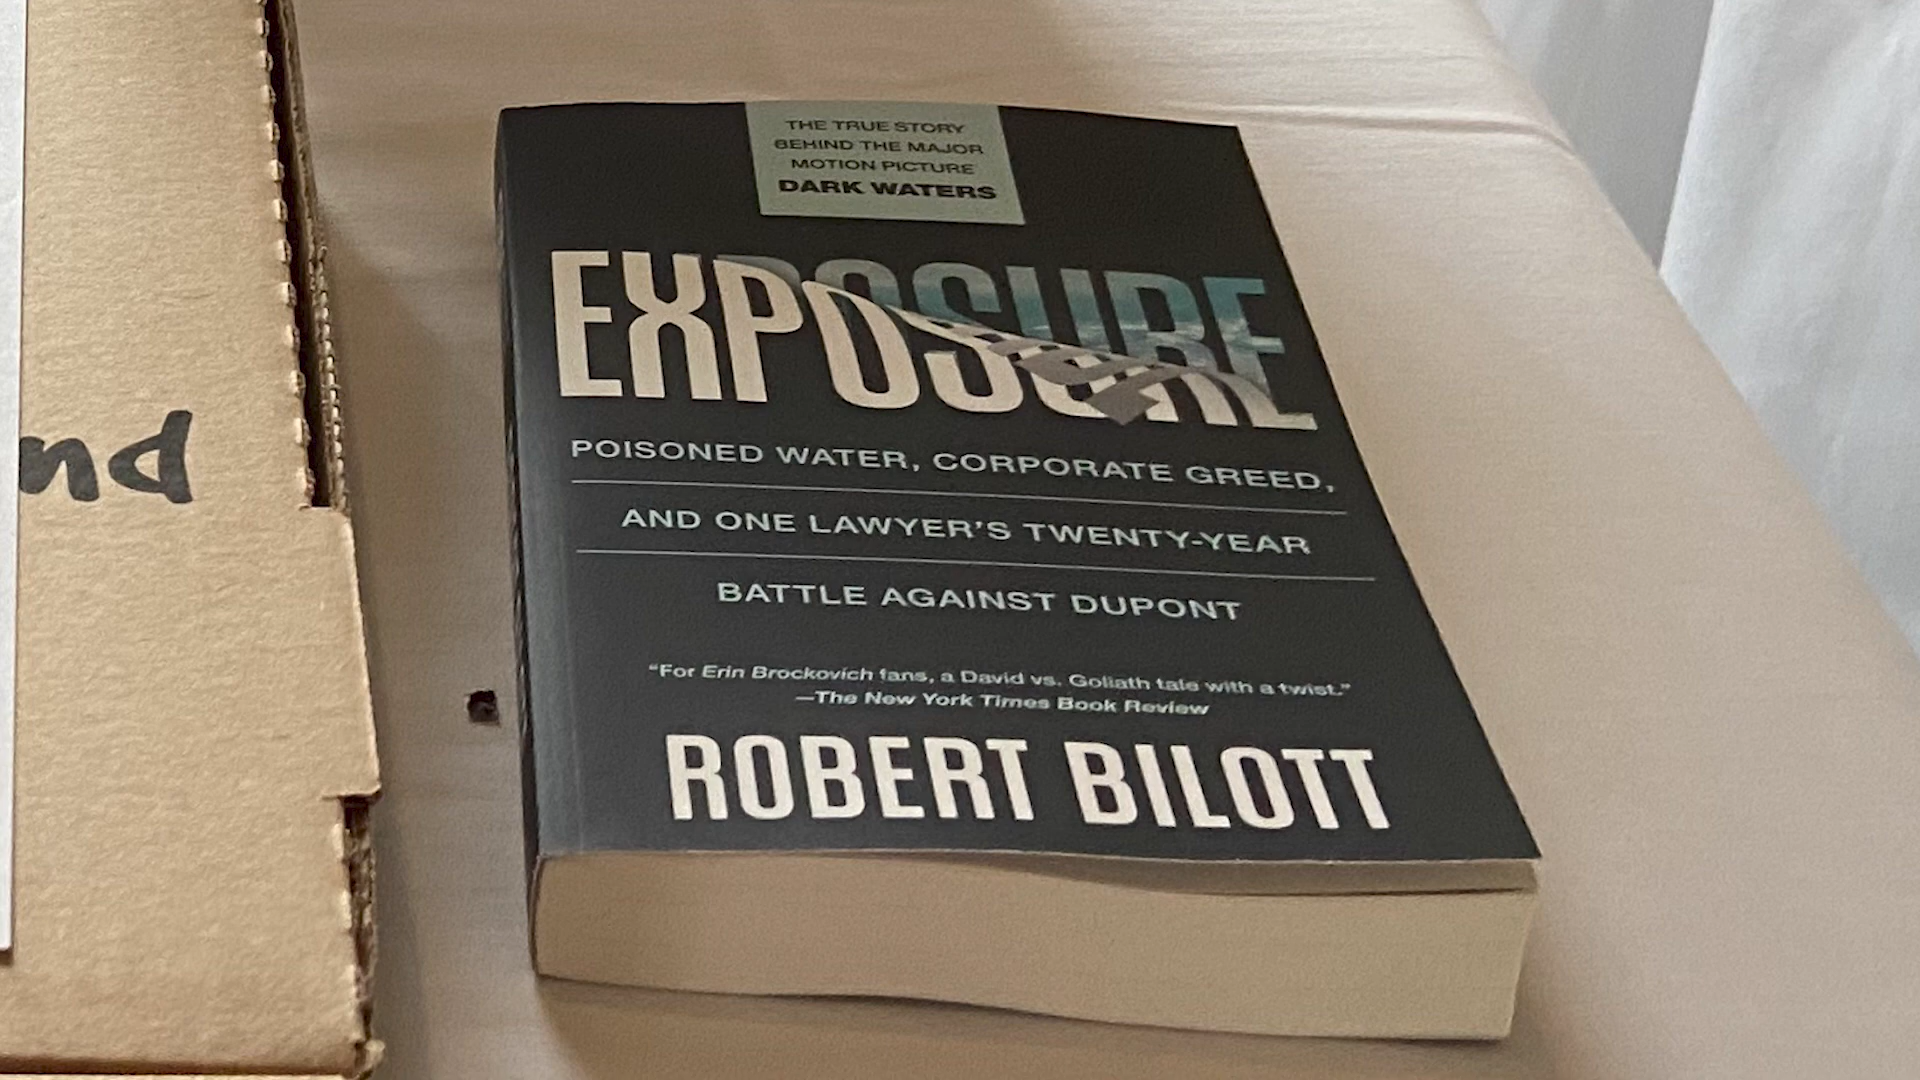 THE TRUE STORY
BEHIND THE MAJOR
MOTION PICTURE
DARK WATERS
EXPOSURE
POISONED WATER, CORPORATE GREED,
AND ONE LAWYER'S TWENTY-YEAR
BATTLE AGAINST DUPONT
“For Erin Brockovich fans, a David vs. Goliath tale with a twist.”
—The New York Times Book Review
ROBERT BILOTT